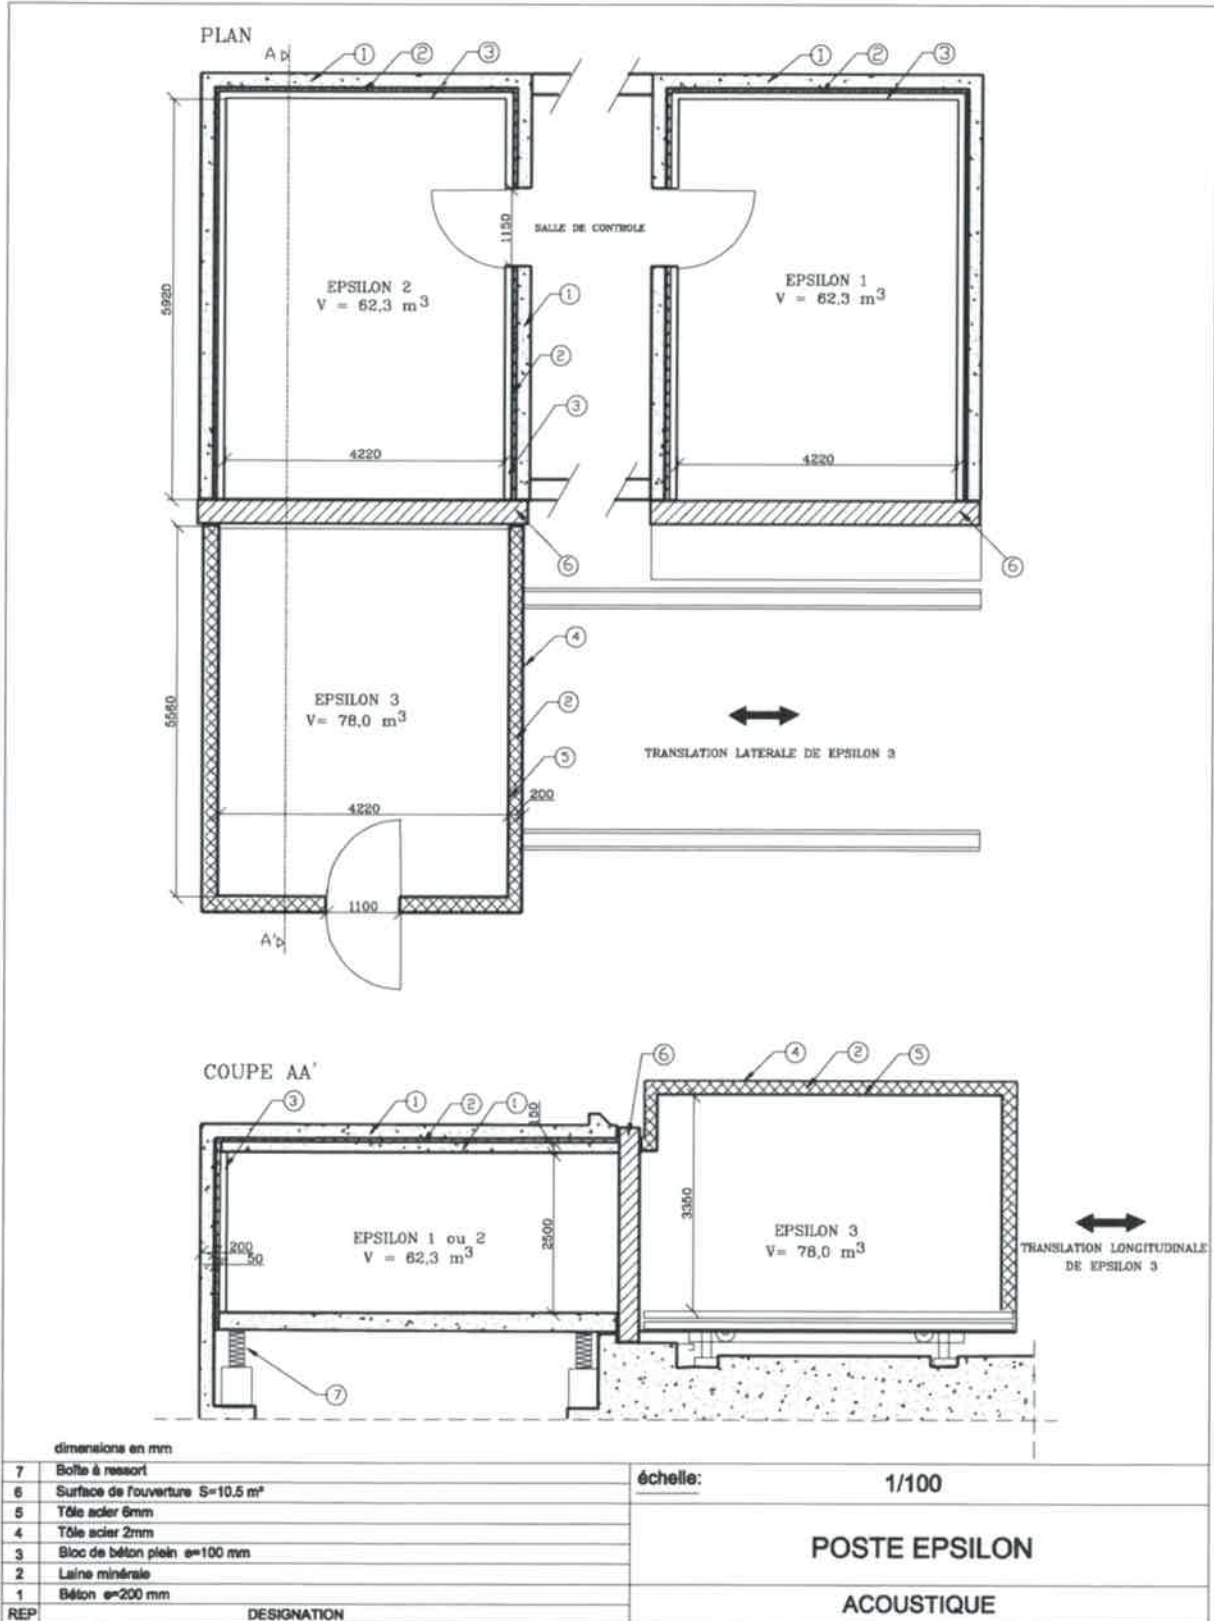 PLAN
A
1
2
3
1
2
3
5920
1150
SALLE DE CONTROLE
EPSILON 2
V = 62,3 m³
EPSILON 1
V = 62,3 m³
1
2
3
4220
4220
6
6
4
5560
EPSILON 3
V= 78,0 m³
2
TRANSLATION LATERALE DE EPSILON 3
5
200
4220
1100
A'
COUPE AA'
3
1
2
1
150
6
4
2
5
EPSILON 1 ou 2
V = 62,3 m³
2500
3350
EPSILON 3
V= 78,0 m³
200
50
TRANSLATION LONGITUDINALE
DE EPSILON 3
7
dimensions en mm
7 Boîte à ressort
6 Surface de l'ouverture S=10.5 m²
5 Tôle acier 6mm
4 Tôle acier 2mm
3 Bloc de béton plein e=100 mm
2 Laine minérale
1 Béton e=200 mm
REP DESIGNATION
échelle: 1/100
POSTE EPSILON
ACOUSTIQUE